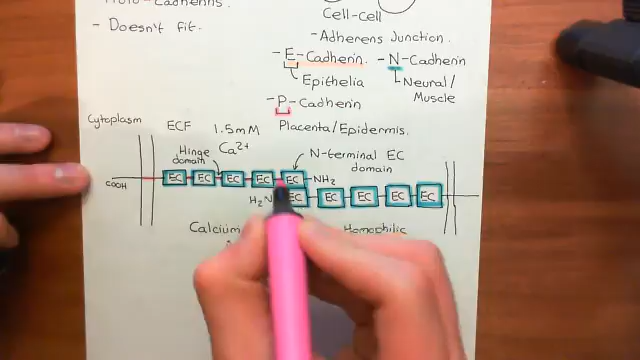 - Doesn't fit.
Cell-Cell
- Adherens Junction.
- E-Cadherin. - N-Cadherin
Epithelia
Neural/
Muscle
- P-Cadherin
Placenta/Epidermis.
Cytoplasm ECF 1.5mM
Ca2+
Hinge
domain
N-terminal EC
domain
COOH EC EC EC EC EC NH2
H2N EC EC EC EC EC
Calcium Homophilic